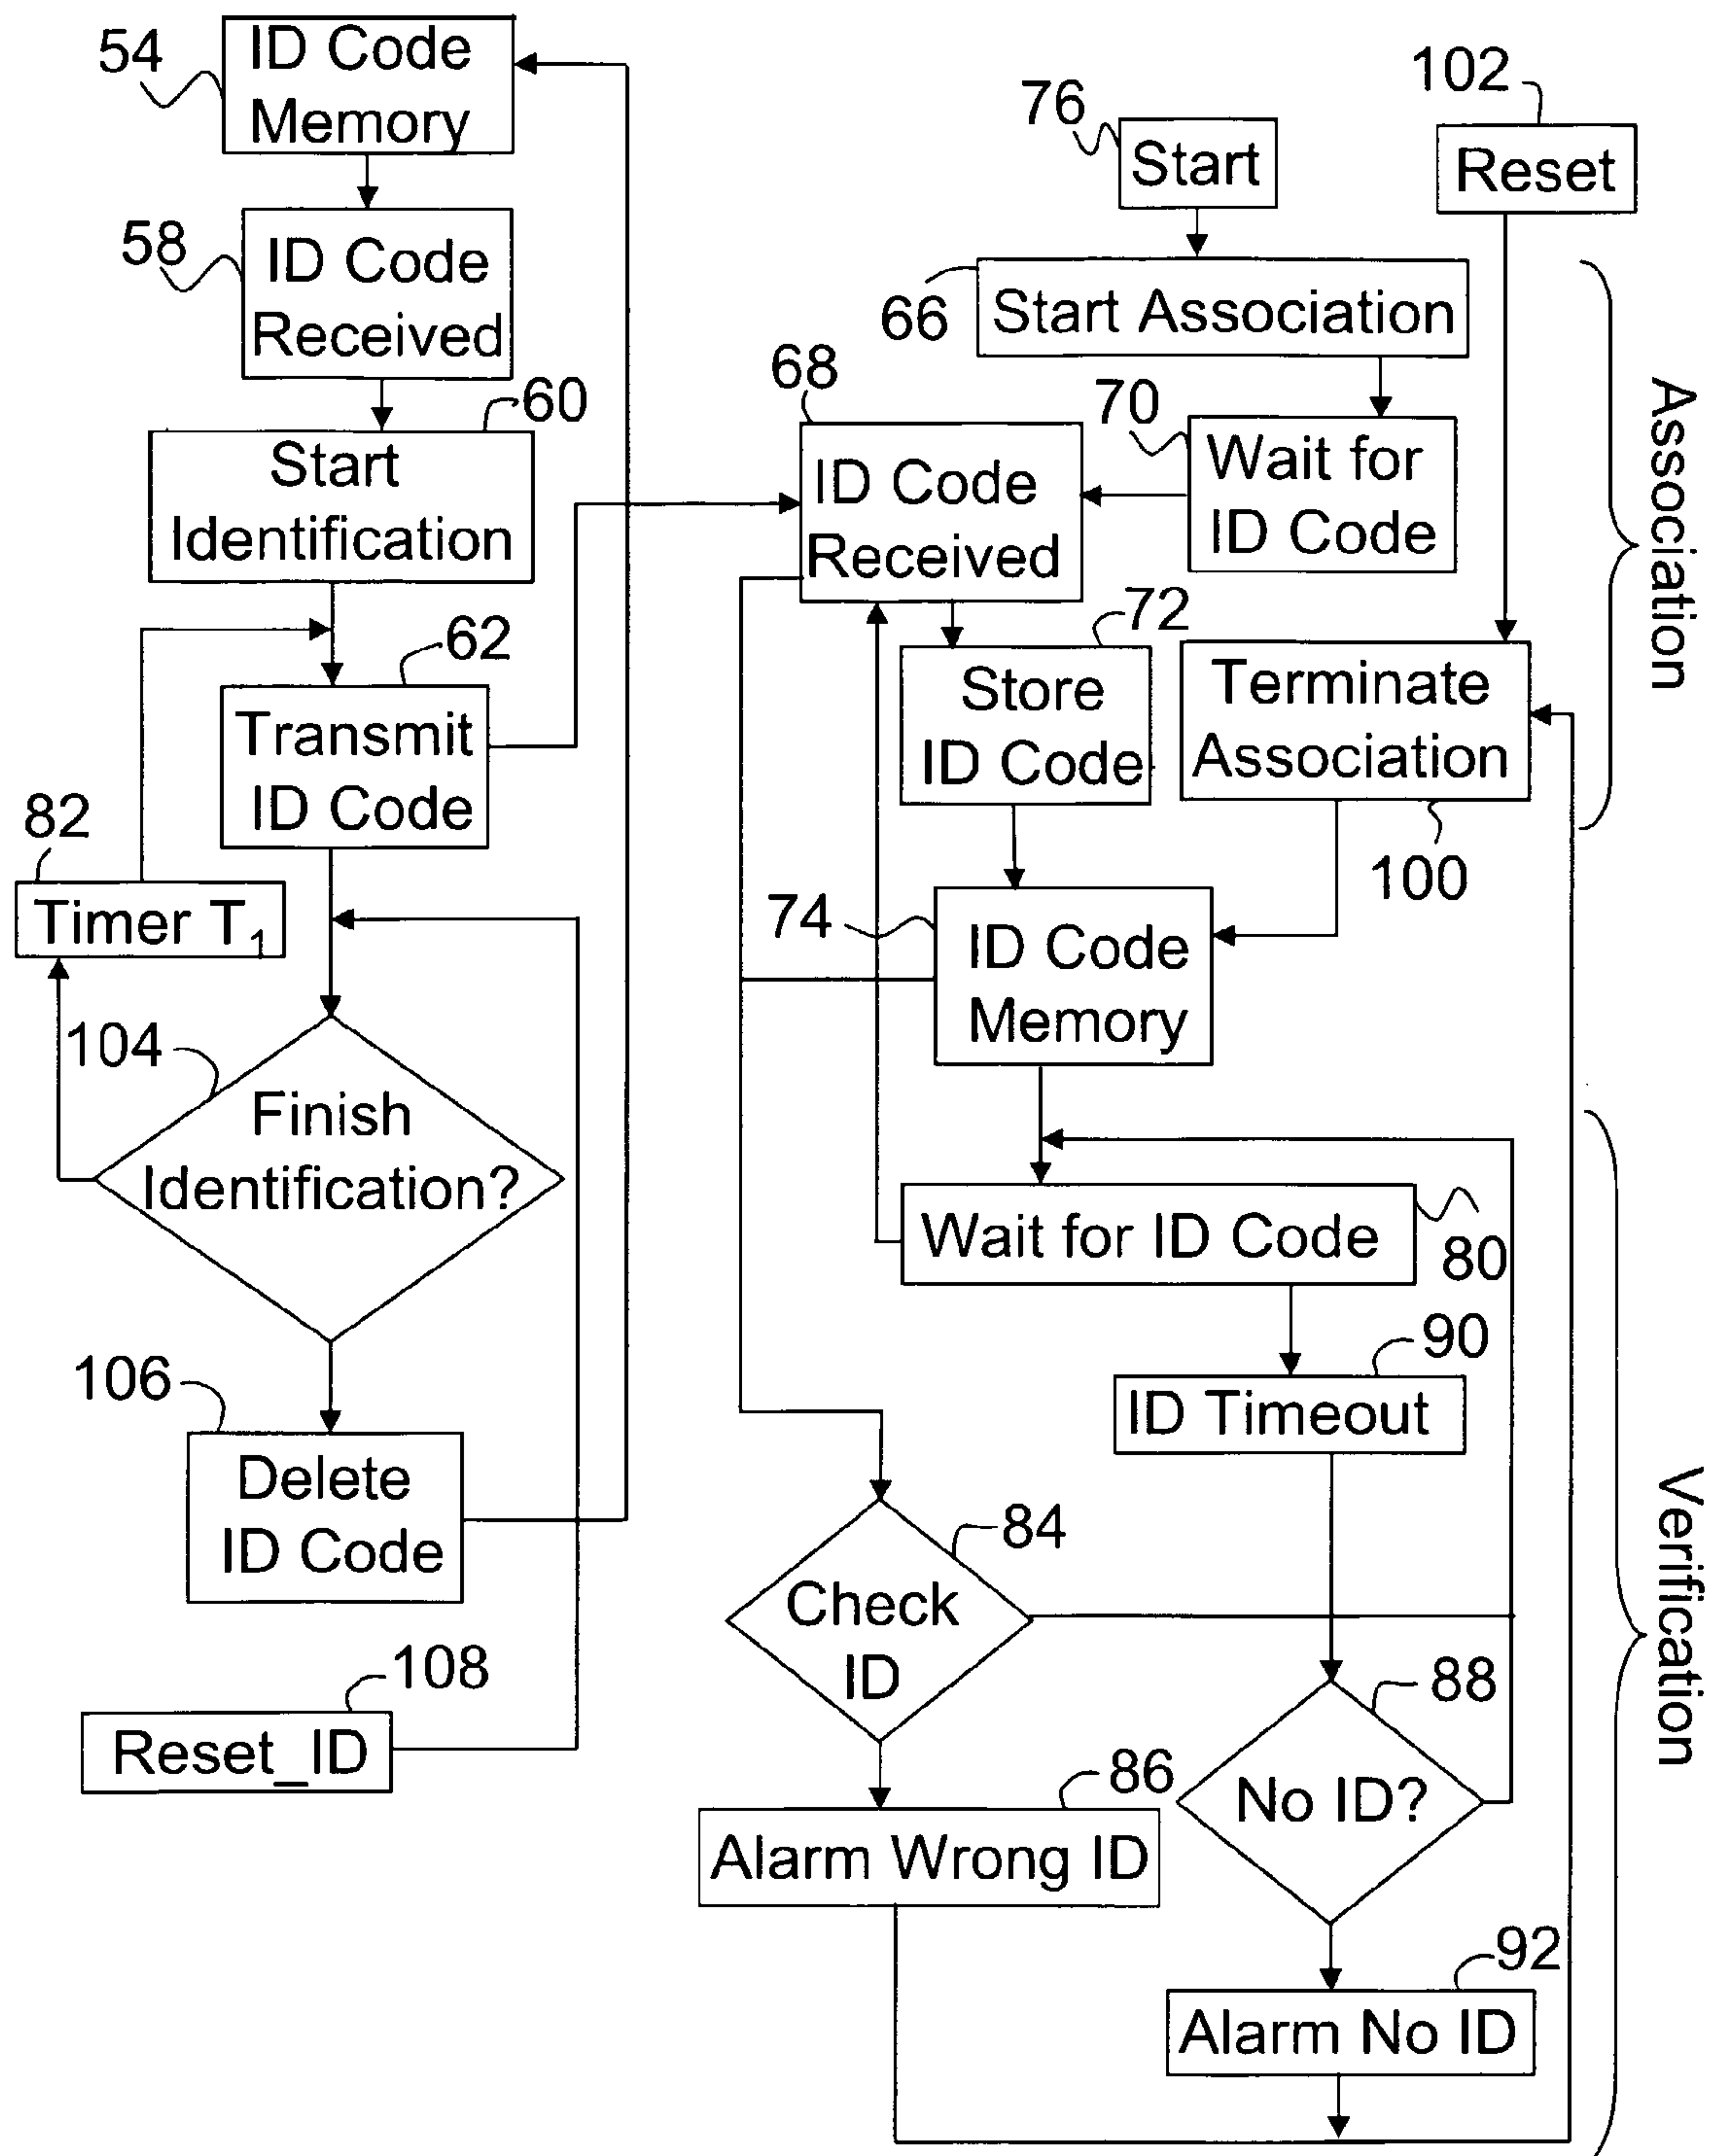 54
ID Code
Memory
58
ID Code
Received
60
Start
Identification
62
Transmit
ID Code
82
Timer T1
104
Finish
Identification?
106
Delete
ID Code
108
Reset_ID
76
Start
102
Reset
66
Start Association
68
ID Code
Received
70
Wait for
ID Code
72
Store
ID Code
Terminate
Association
100
74
ID Code
Memory
Association
Wait for ID Code
80
90
ID Timeout
84
Check
ID
88
No ID?
86
Alarm Wrong ID
92
Alarm No ID
Verification